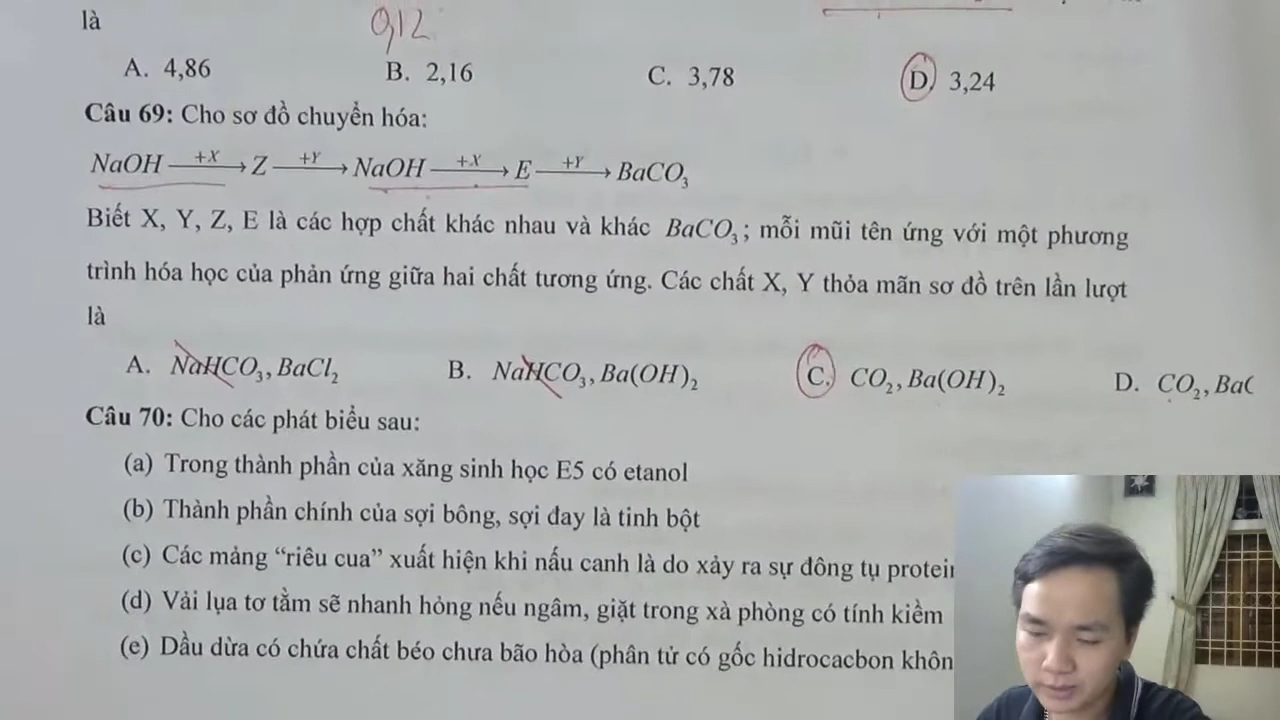 là
0,12
A. 4,86 B. 2,16 C. 3,78 D. 3,24
Câu 69: Cho sơ đồ chuyển hóa:
NaOH —+X→ Z —+Y→ NaOH —+X→ E —+Y→ BaCO₃
Biết X, Y, Z, E là các hợp chất khác nhau và khác BaCO₃; mỗi mũi tên ứng với một phương
trình hóa học của phản ứng giữa hai chất tương ứng. Các chất X, Y thỏa mãn sơ đồ trên lần lượt
là
A. NaHCO₃, BaCl₂ B. NaHCO₃, Ba(OH)₂ C. CO₂, Ba(OH)₂ D. CO₂, Ba(
Câu 70: Cho các phát biểu sau:
(a) Trong thành phần của xăng sinh học E5 có etanol
(b) Thành phần chính của sợi bông, sợi đay là tinh bột
(c) Các mảng “riêu cua” xuất hiện khi nấu canh là do xảy ra sự đông tụ protein
(d) Vải lụa tơ tằm sẽ nhanh hỏng nếu ngâm, giặt trong xà phòng có tính kiềm
(e) Dầu dừa có chứa chất béo chưa bão hòa (phân tử có gốc hidrocacbon